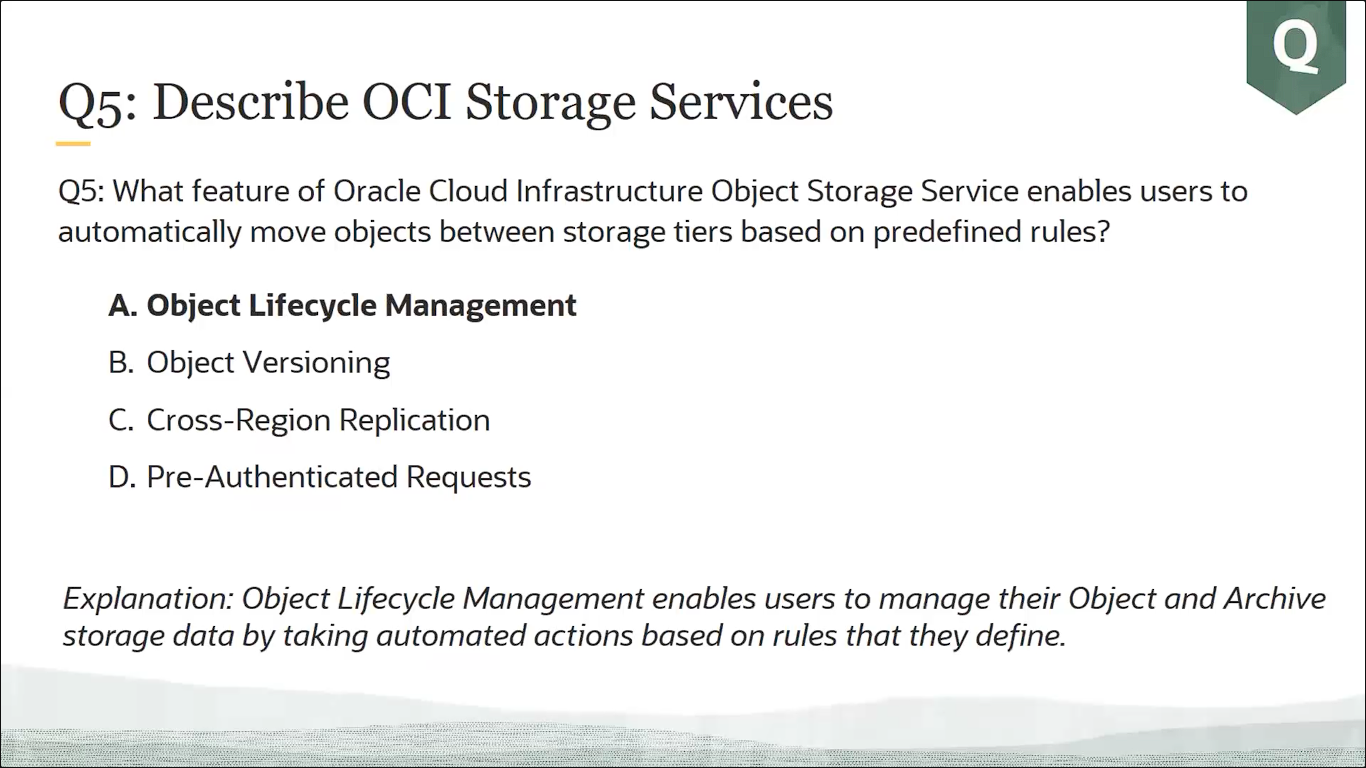 Q
Q5: Describe OCI Storage Services
Q5: What feature of Oracle Cloud Infrastructure Object Storage Service enables users to
automatically move objects between storage tiers based on predefined rules?
A. Object Lifecycle Management
B. Object Versioning
C. Cross-Region Replication
D. Pre-Authenticated Requests
Explanation: Object Lifecycle Management enables users to manage their Object and Archive
storage data by taking automated actions based on rules that they define.